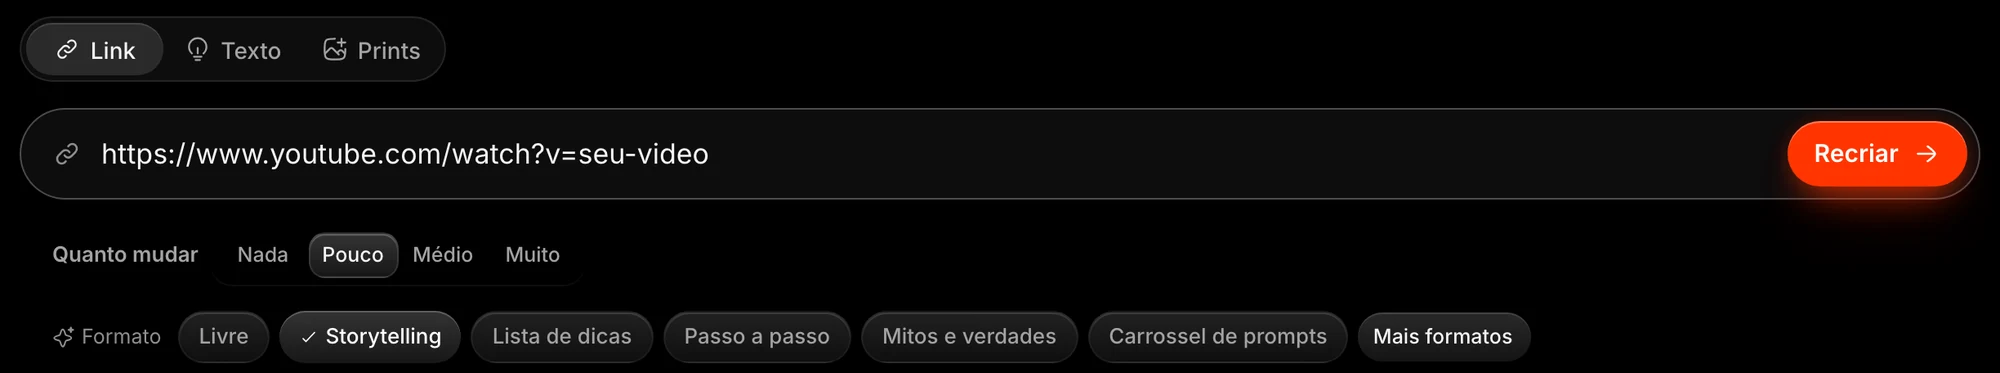 Link Texto Prints
https://www.youtube.com/watch?v=seu-video Recriar →
Quanto mudar Nada Pouco Médio Muito
Formato Livre ✓ Storytelling Lista de dicas Passo a passo Mitos e verdades Carrossel de prompts Mais formatos